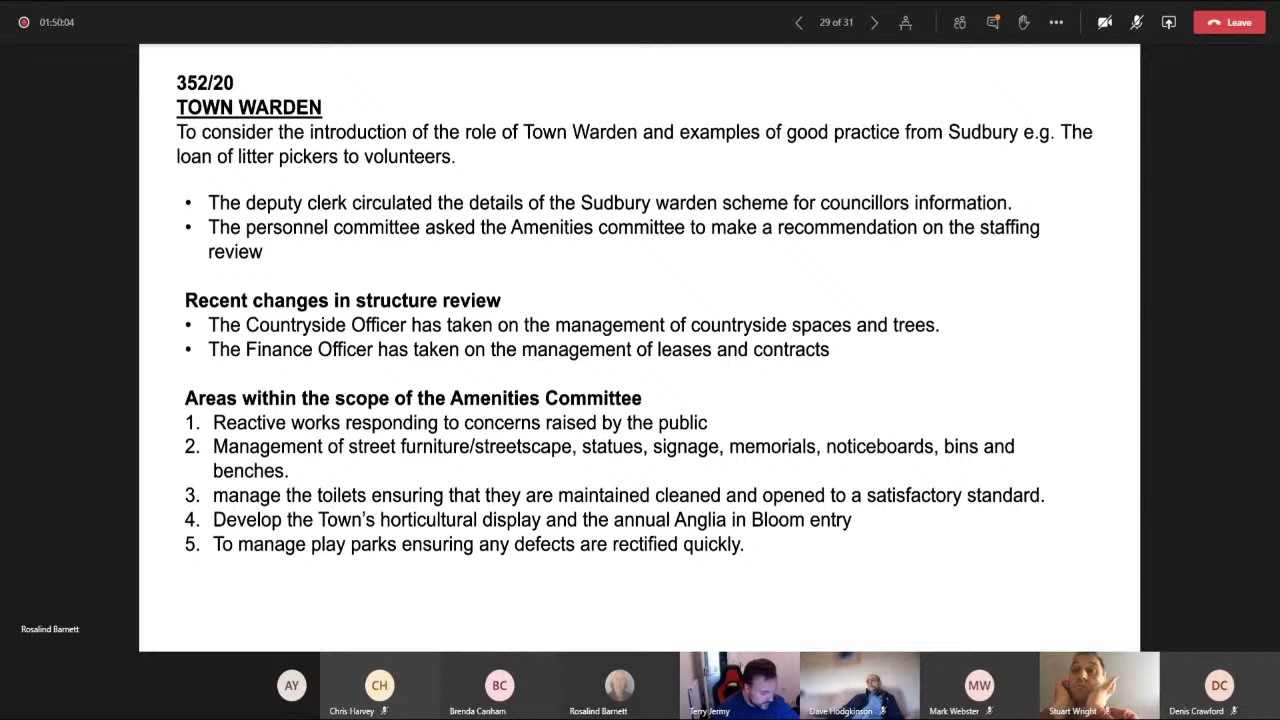 01:50:04
29 of 31
Leave
352/20
TOWN WARDEN
To consider the introduction of the role of Town Warden and examples of good practice from Sudbury e.g. The
loan of litter pickers to volunteers.
• The deputy clerk circulated the details of the Sudbury warden scheme for councillors information.
• The personnel committee asked the Amenities committee to make a recommendation on the staffing
review
Recent changes in structure review
• The Countryside Officer has taken on the management of countryside spaces and trees.
• The Finance Officer has taken on the management of leases and contracts
Areas within the scope of the Amenities Committee
1. Reactive works responding to concerns raised by the public
2. Management of street furniture/streetscape, statues, signage, memorials, noticeboards, bins and
benches.
3. manage the toilets ensuring that they are maintained cleaned and opened to a satisfactory standard.
4. Develop the Town's horticultural display and the annual Anglia in Bloom entry
5. To manage play parks ensuring any defects are rectified quickly.
Rosalind Barnett
AY
CH
BC
MW
DC
Chris Harvey
Brenda Canham
Rosalind Barnett
Terry Jermy
Dave Hodgkinson
Mark Webster
Stuart Wright
Denis Crawford